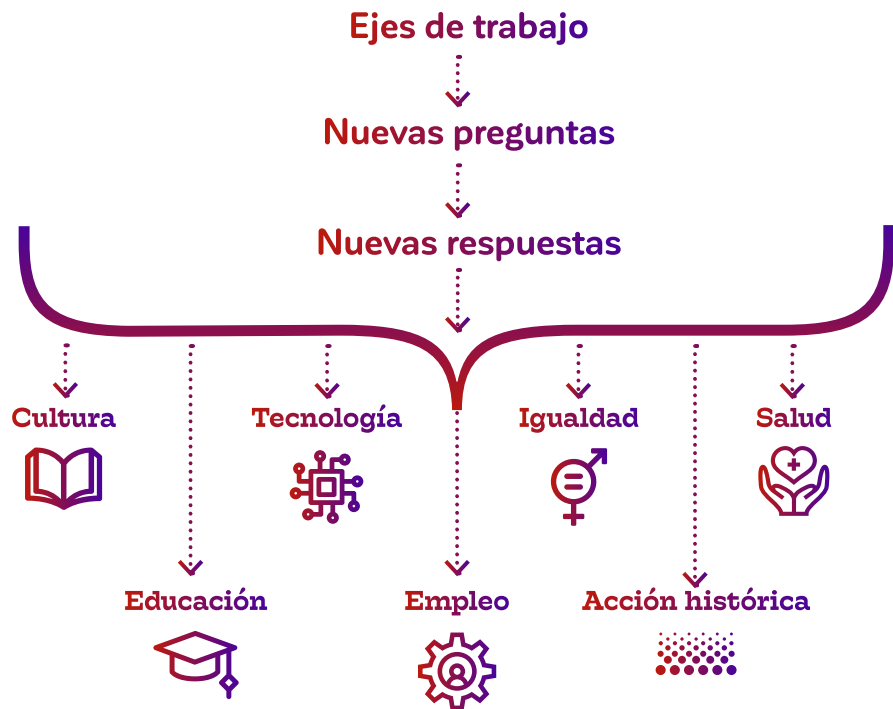 Ejes de trabajo
Nuevas preguntas
Nuevas respuestas
Cultura
Tecnología
Igualdad
Salud
Educación
Empleo
Acción histórica